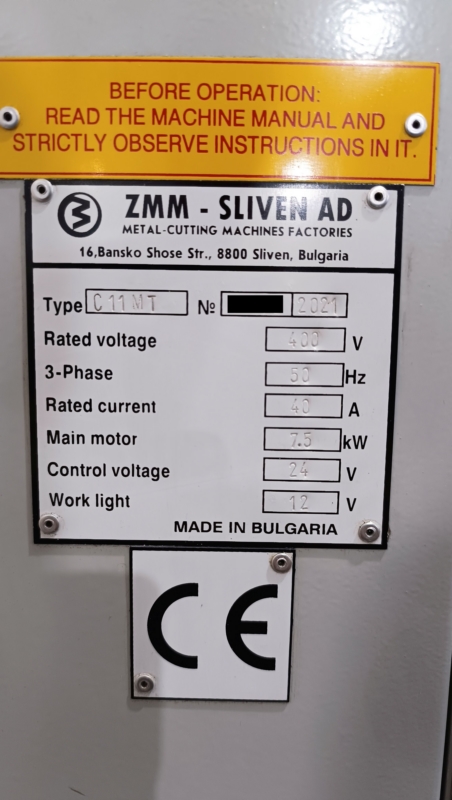 BEFORE OPERATION:
READ THE MACHINE MANUAL AND
STRICTLY OBSERVE INSTRUCTIONS IN IT.
ZMM - SLIVEN AD
METAL-CUTTING MACHINES FACTORIES
16,Bansko Shose Str., 8800 Sliven, Bulgaria
Type C11MT № 2021
Rated voltage 400 V
3-Phase 50 Hz
Rated current 40 A
Main motor 7.5 kW
Control voltage 24 V
Work light 12 V
MADE IN BULGARIA
CE